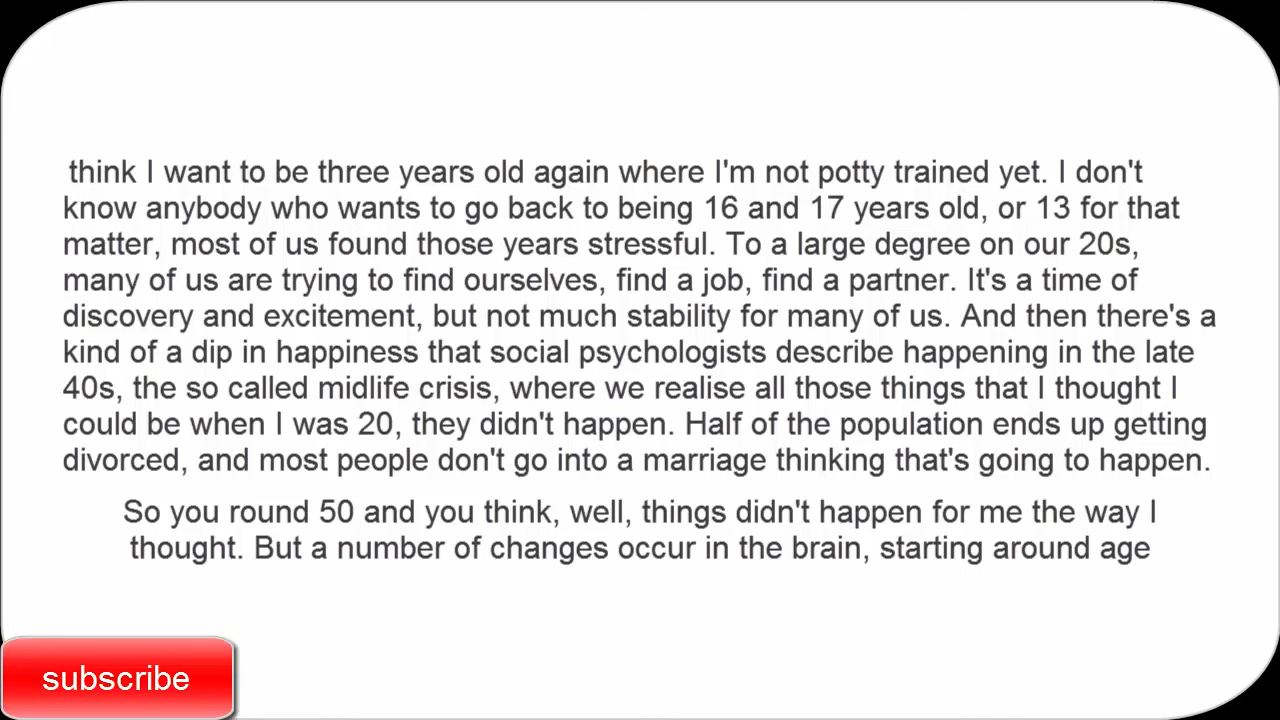 think I want to be three years old again where I'm not potty trained yet. I don't
know anybody who wants to go back to being 16 and 17 years old, or 13 for that
matter, most of us found those years stressful. To a large degree on our 20s,
many of us are trying to find ourselves, find a job, find a partner. It's a time of
discovery and excitement, but not much stability for many of us. And then there's a
kind of a dip in happiness that social psychologists describe happening in the late
40s, the so called midlife crisis, where we realise all those things that I thought I
could be when I was 20, they didn't happen. Half of the population ends up getting
divorced, and most people don't go into a marriage thinking that's going to happen.
So you round 50 and you think, well, things didn't happen for me the way I
thought. But a number of changes occur in the brain, starting around age
subscribe